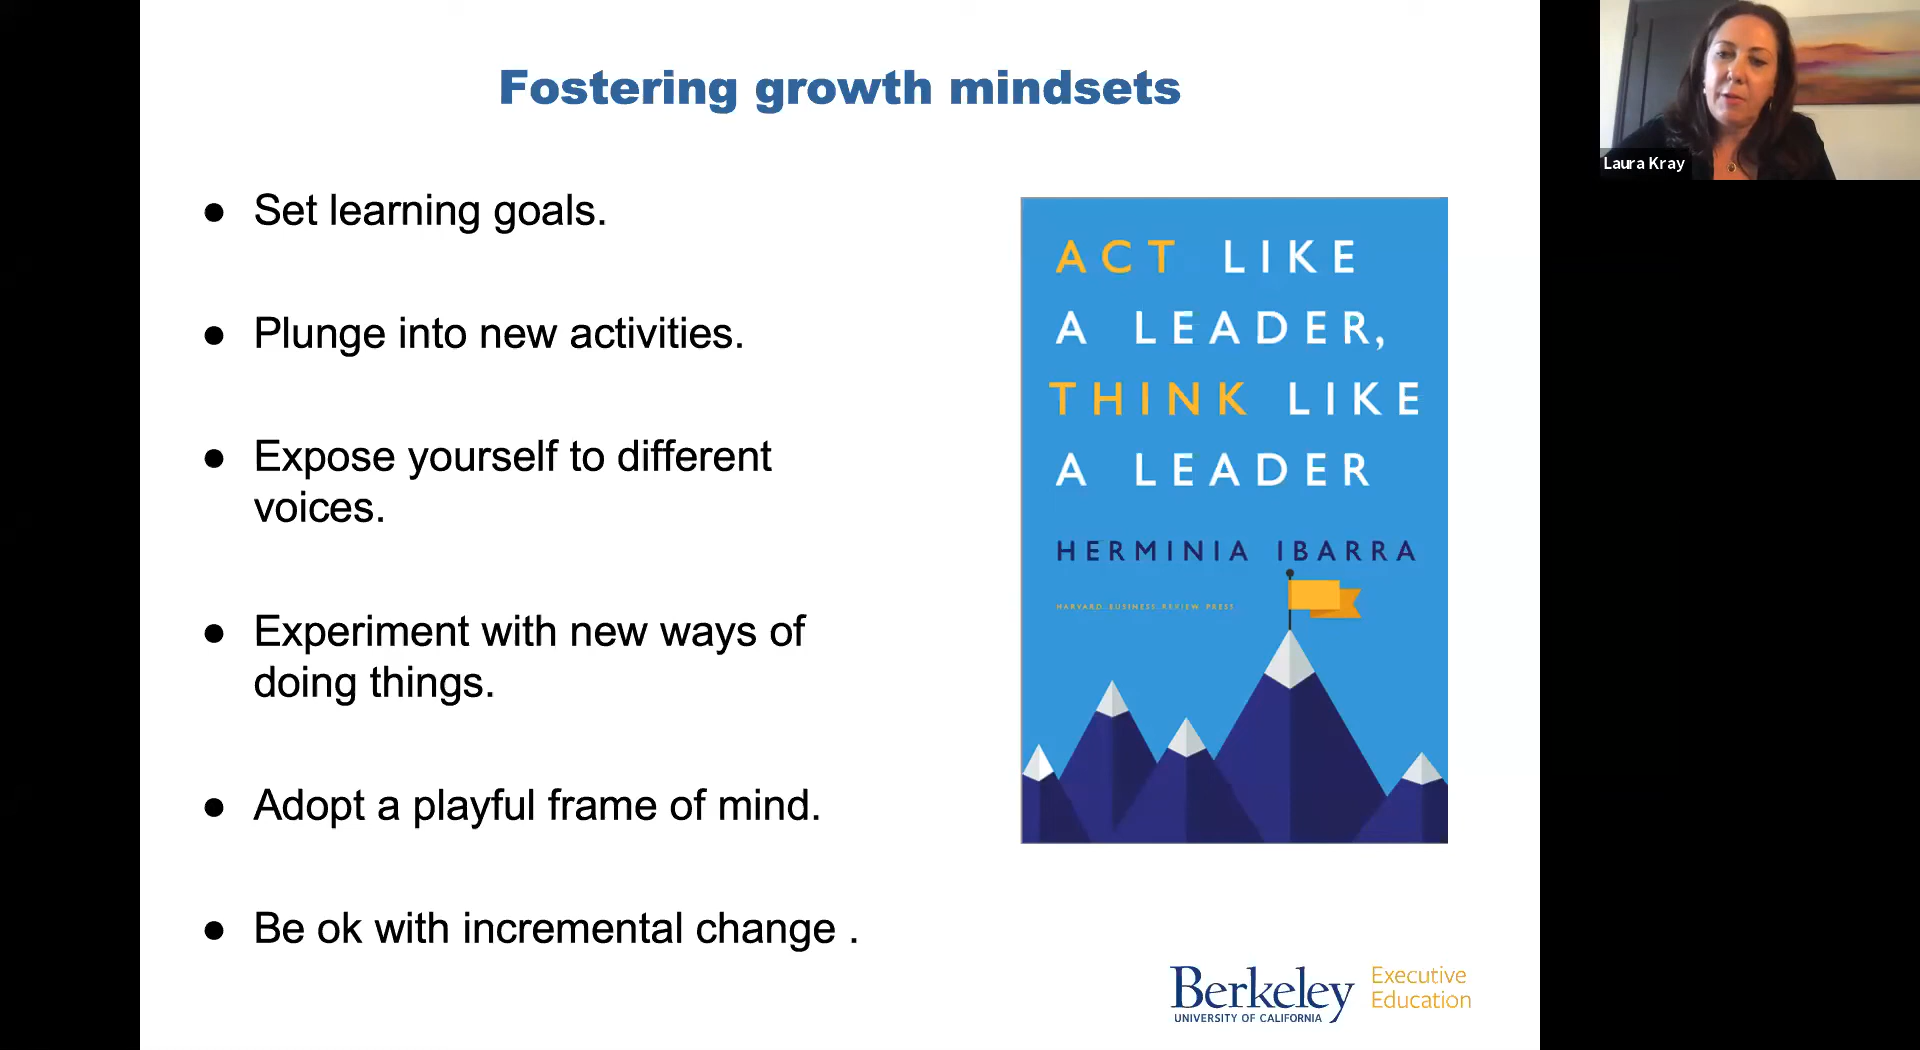 Fostering growth mindsets
Laura Kray
● Set learning goals.
● Plunge into new activities.
● Expose yourself to different
voices.
● Experiment with new ways of
doing things.
● Adopt a playful frame of mind.
● Be ok with incremental change .
ACT LIKE
A LEADER,
THINK LIKE
A LEADER
HERMINIA IBARRA
HARVARD BUSINESS REVIEW PRESS
Berkeley
UNIVERSITY OF CALIFORNIA
Executive
Education